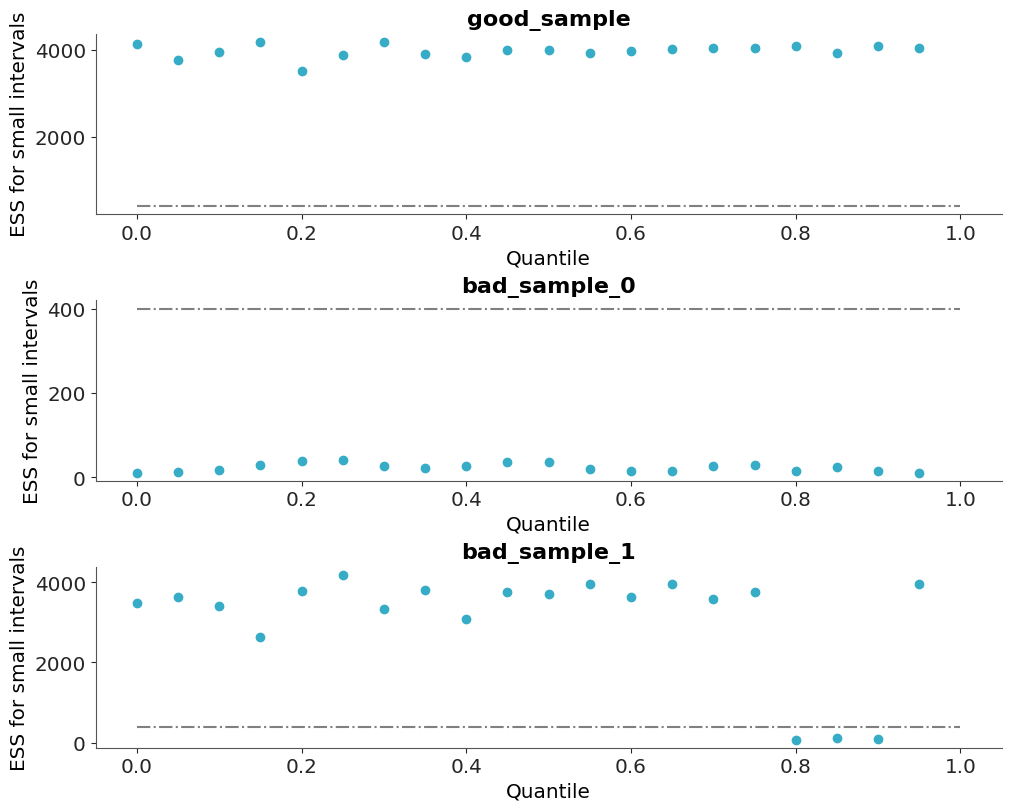 good_sample
ESS for small intervals
4000
2000
0.0 0.2 0.4 0.6 0.8 1.0
Quantile
bad_sample_0
ESS for small intervals
400
200
0
0.0 0.2 0.4 0.6 0.8 1.0
Quantile
bad_sample_1
ESS for small intervals
4000
2000
0
0.0 0.2 0.4 0.6 0.8 1.0
Quantile